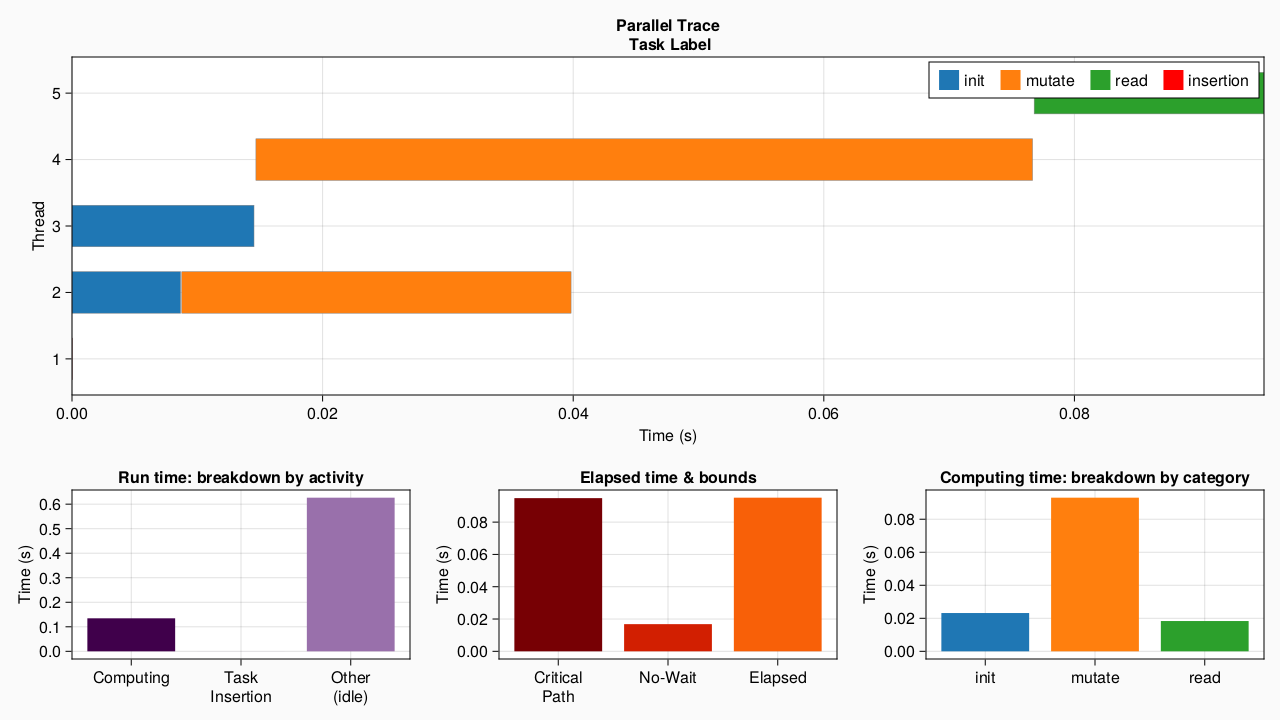 Parallel Trace
Task Label
init mutate read insertion
Thread
5
4
3
2
1
0.00 0.02 0.04 0.06 0.08
Time (s)
Run time: breakdown by activity
Time (s)
0.6
0.5
0.4
0.3
0.2
0.1
0.0
Computing Task Other
Insertion (idle)
Elapsed time & bounds
Time (s)
0.08
0.06
0.04
0.02
0.00
Critical No-Wait Elapsed
Path
Computing time: breakdown by category
Time (s)
0.08
0.06
0.04
0.02
0.00
init mutate read